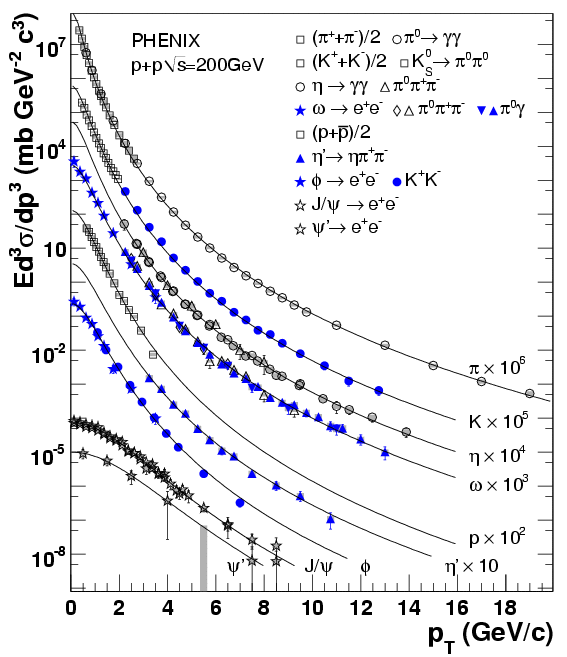 PHENIX
p+p√s=200GeV
(π⁺+π⁻)/2 π⁰→ γγ
(K⁺+K⁻)/2 K⁰S→ π⁰π⁰
η → γγ π⁰π⁺π⁻
ω → e⁺e⁻ π⁰π⁺π⁻ π⁰γ
(p+p̅)/2
η'→ ηπ⁺π⁻
ϕ → e⁺e⁻ K⁺K⁻
J/ψ → e⁺e⁻
ψ'→ e⁺e⁻
Ed³σ/dp³ (mb GeV⁻² c³)
10⁷
10⁴
10
10⁻²
10⁻⁵
10⁻⁸
π × 10⁶
K × 10⁵
η × 10⁴
ω × 10³
p × 10²
ψ' J/ψ ϕ η' × 10
0 2 4 6 8 10 12 14 16 18
pT (GeV/c)